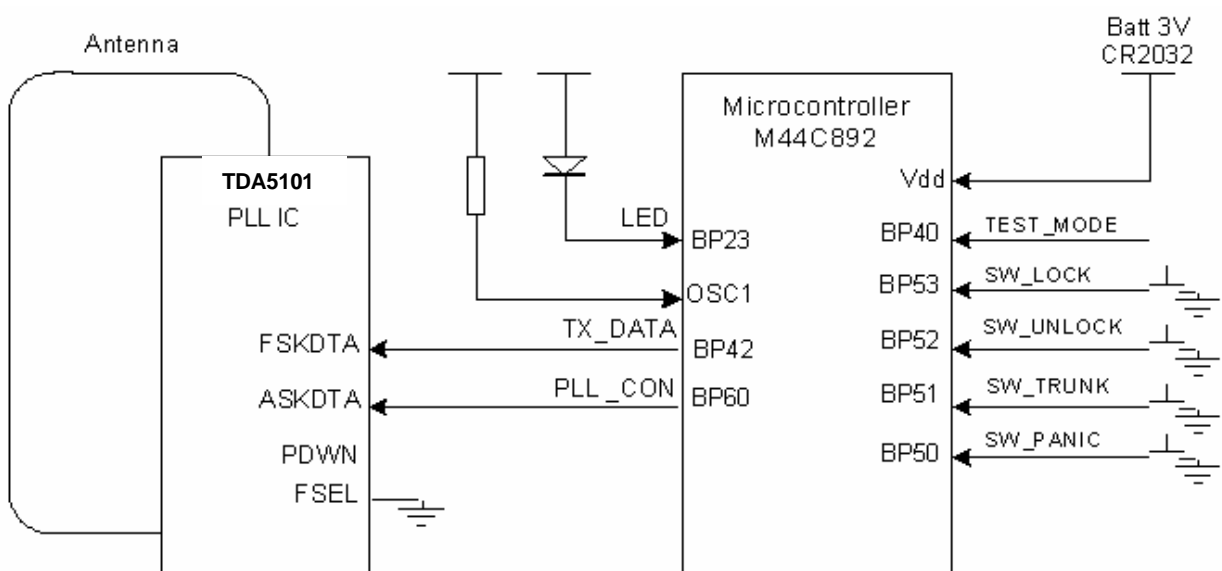 Antenna
TDA5101
PLL IC
FSKDTA
ASKDTA
PDWN
FSEL
LED
TX_DATA
PLL_CON
Microcontroller
M44C892
BP23
OSC1
BP42
BP60
Vdd
BP40
BP53
BP52
BP51
BP50
Batt 3V
CR2032
TEST_MODE
SW_LOCK
SW_UNLOCK
SW_TRUNK
SW_PANIC